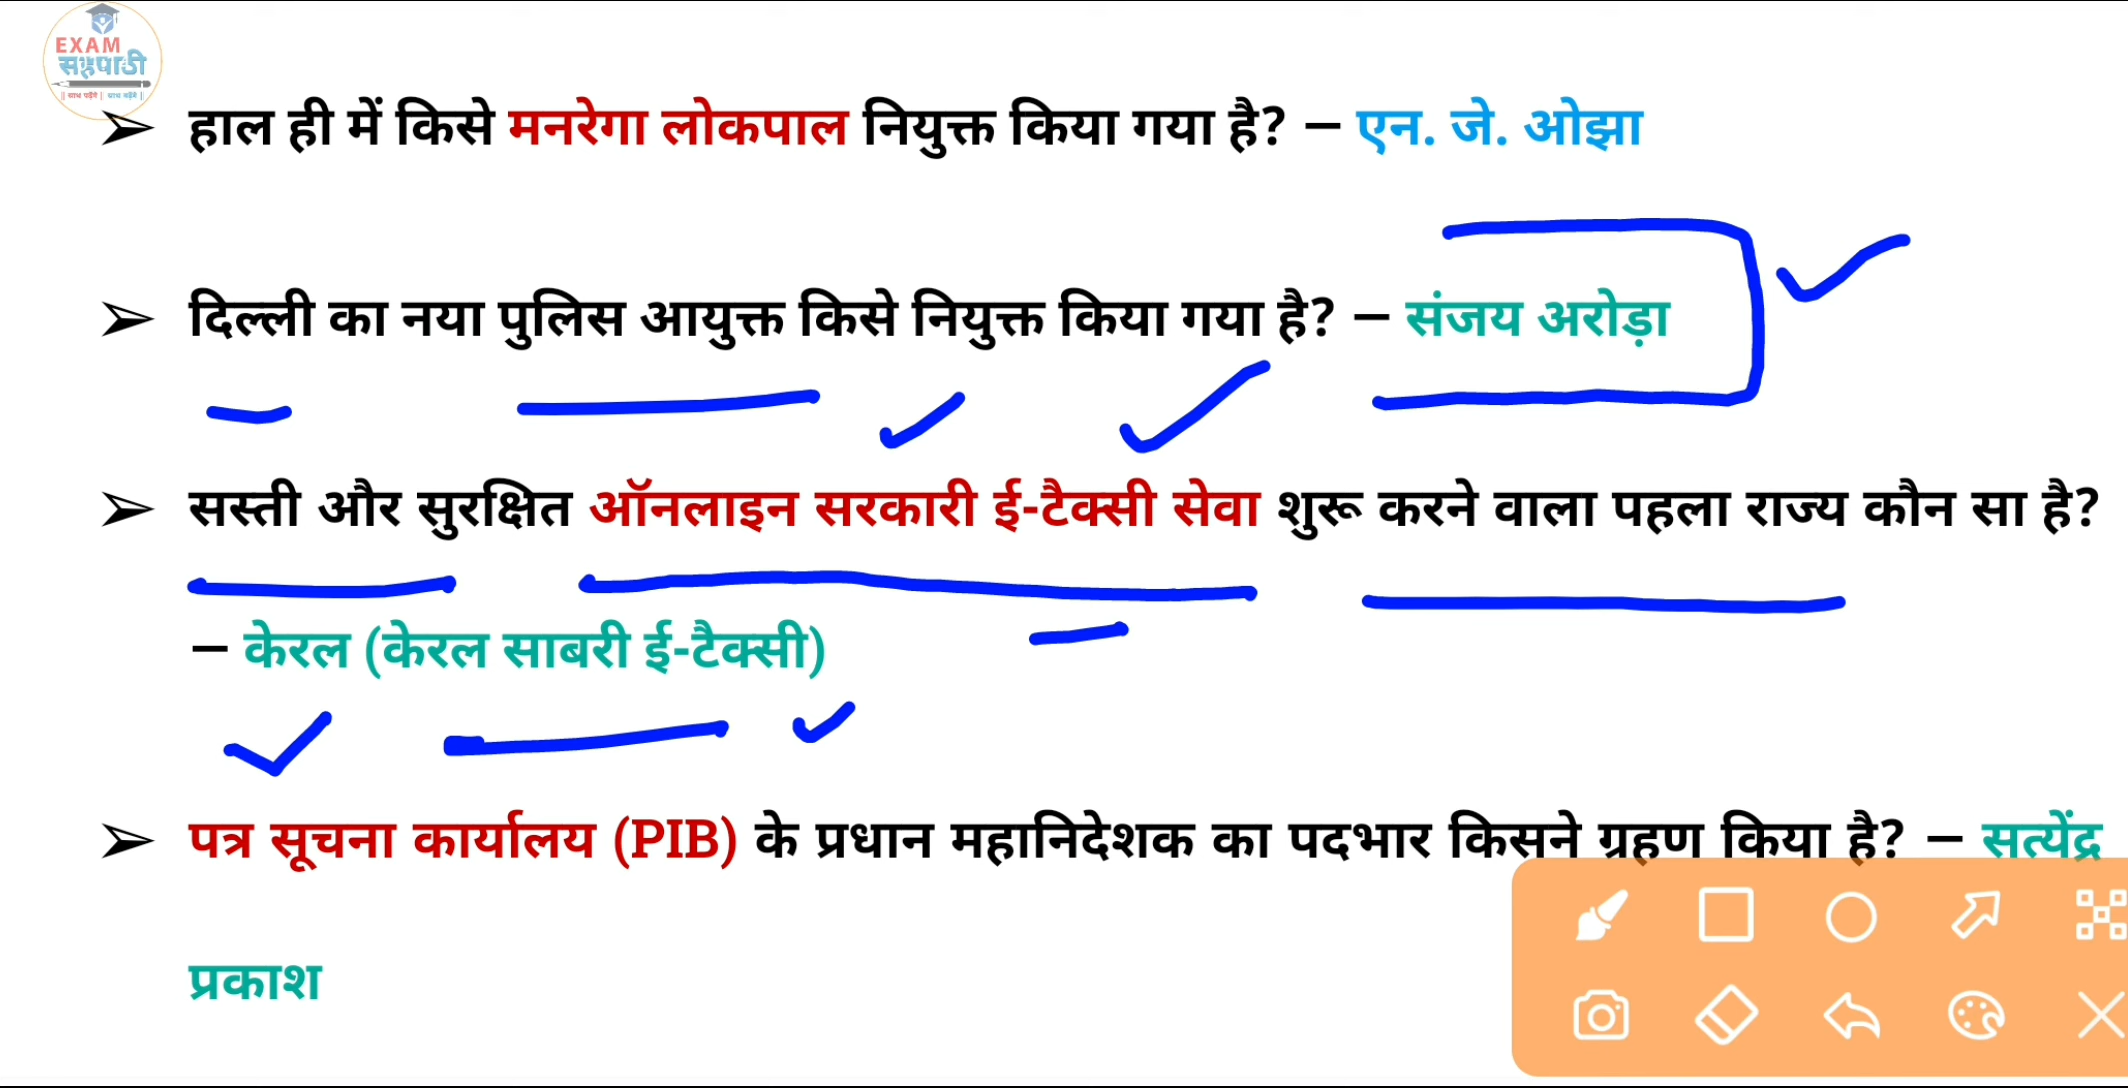 EXAM
सहपाठी
हाल ही में किसे मनरेगा लोकपाल नियुक्त किया गया है? – एन. जे. ओझा
दिल्ली का नया पुलिस आयुक्त किसे नियुक्त किया गया है? – संजय अरोड़ा
सस्ती और सुरक्षित ऑनलाइन सरकारी ई-टैक्सी सेवा शुरू करने वाला पहला राज्य कौन सा है?
– केरल (केरल साबरी ई-टैक्सी)
पत्र सूचना कार्यालय (PIB) के प्रधान महानिदेशक का पदभार किसने ग्रहण किया है? – सत्येंद्र
प्रकाश